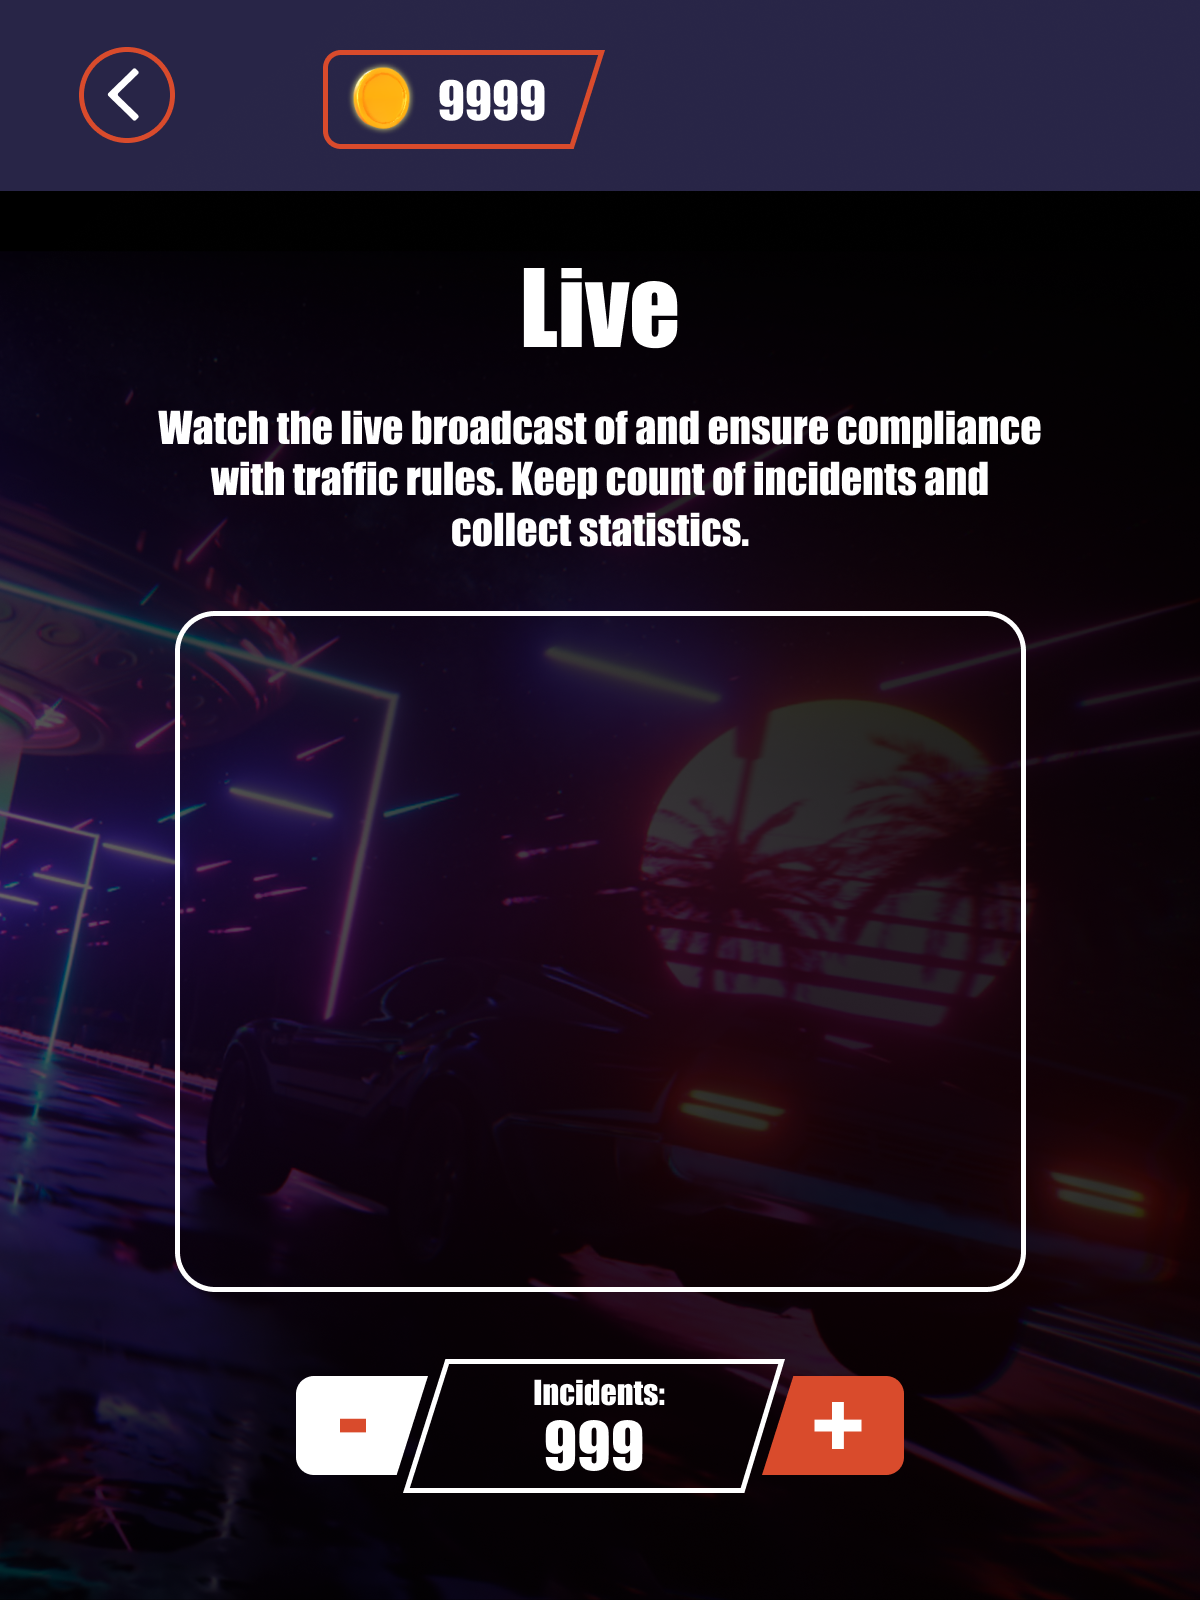 9999
Live
Watch the live broadcast of and ensure compliance
with traffic rules. Keep count of incidents and
collect statistics.
Incidents:
- 999 +